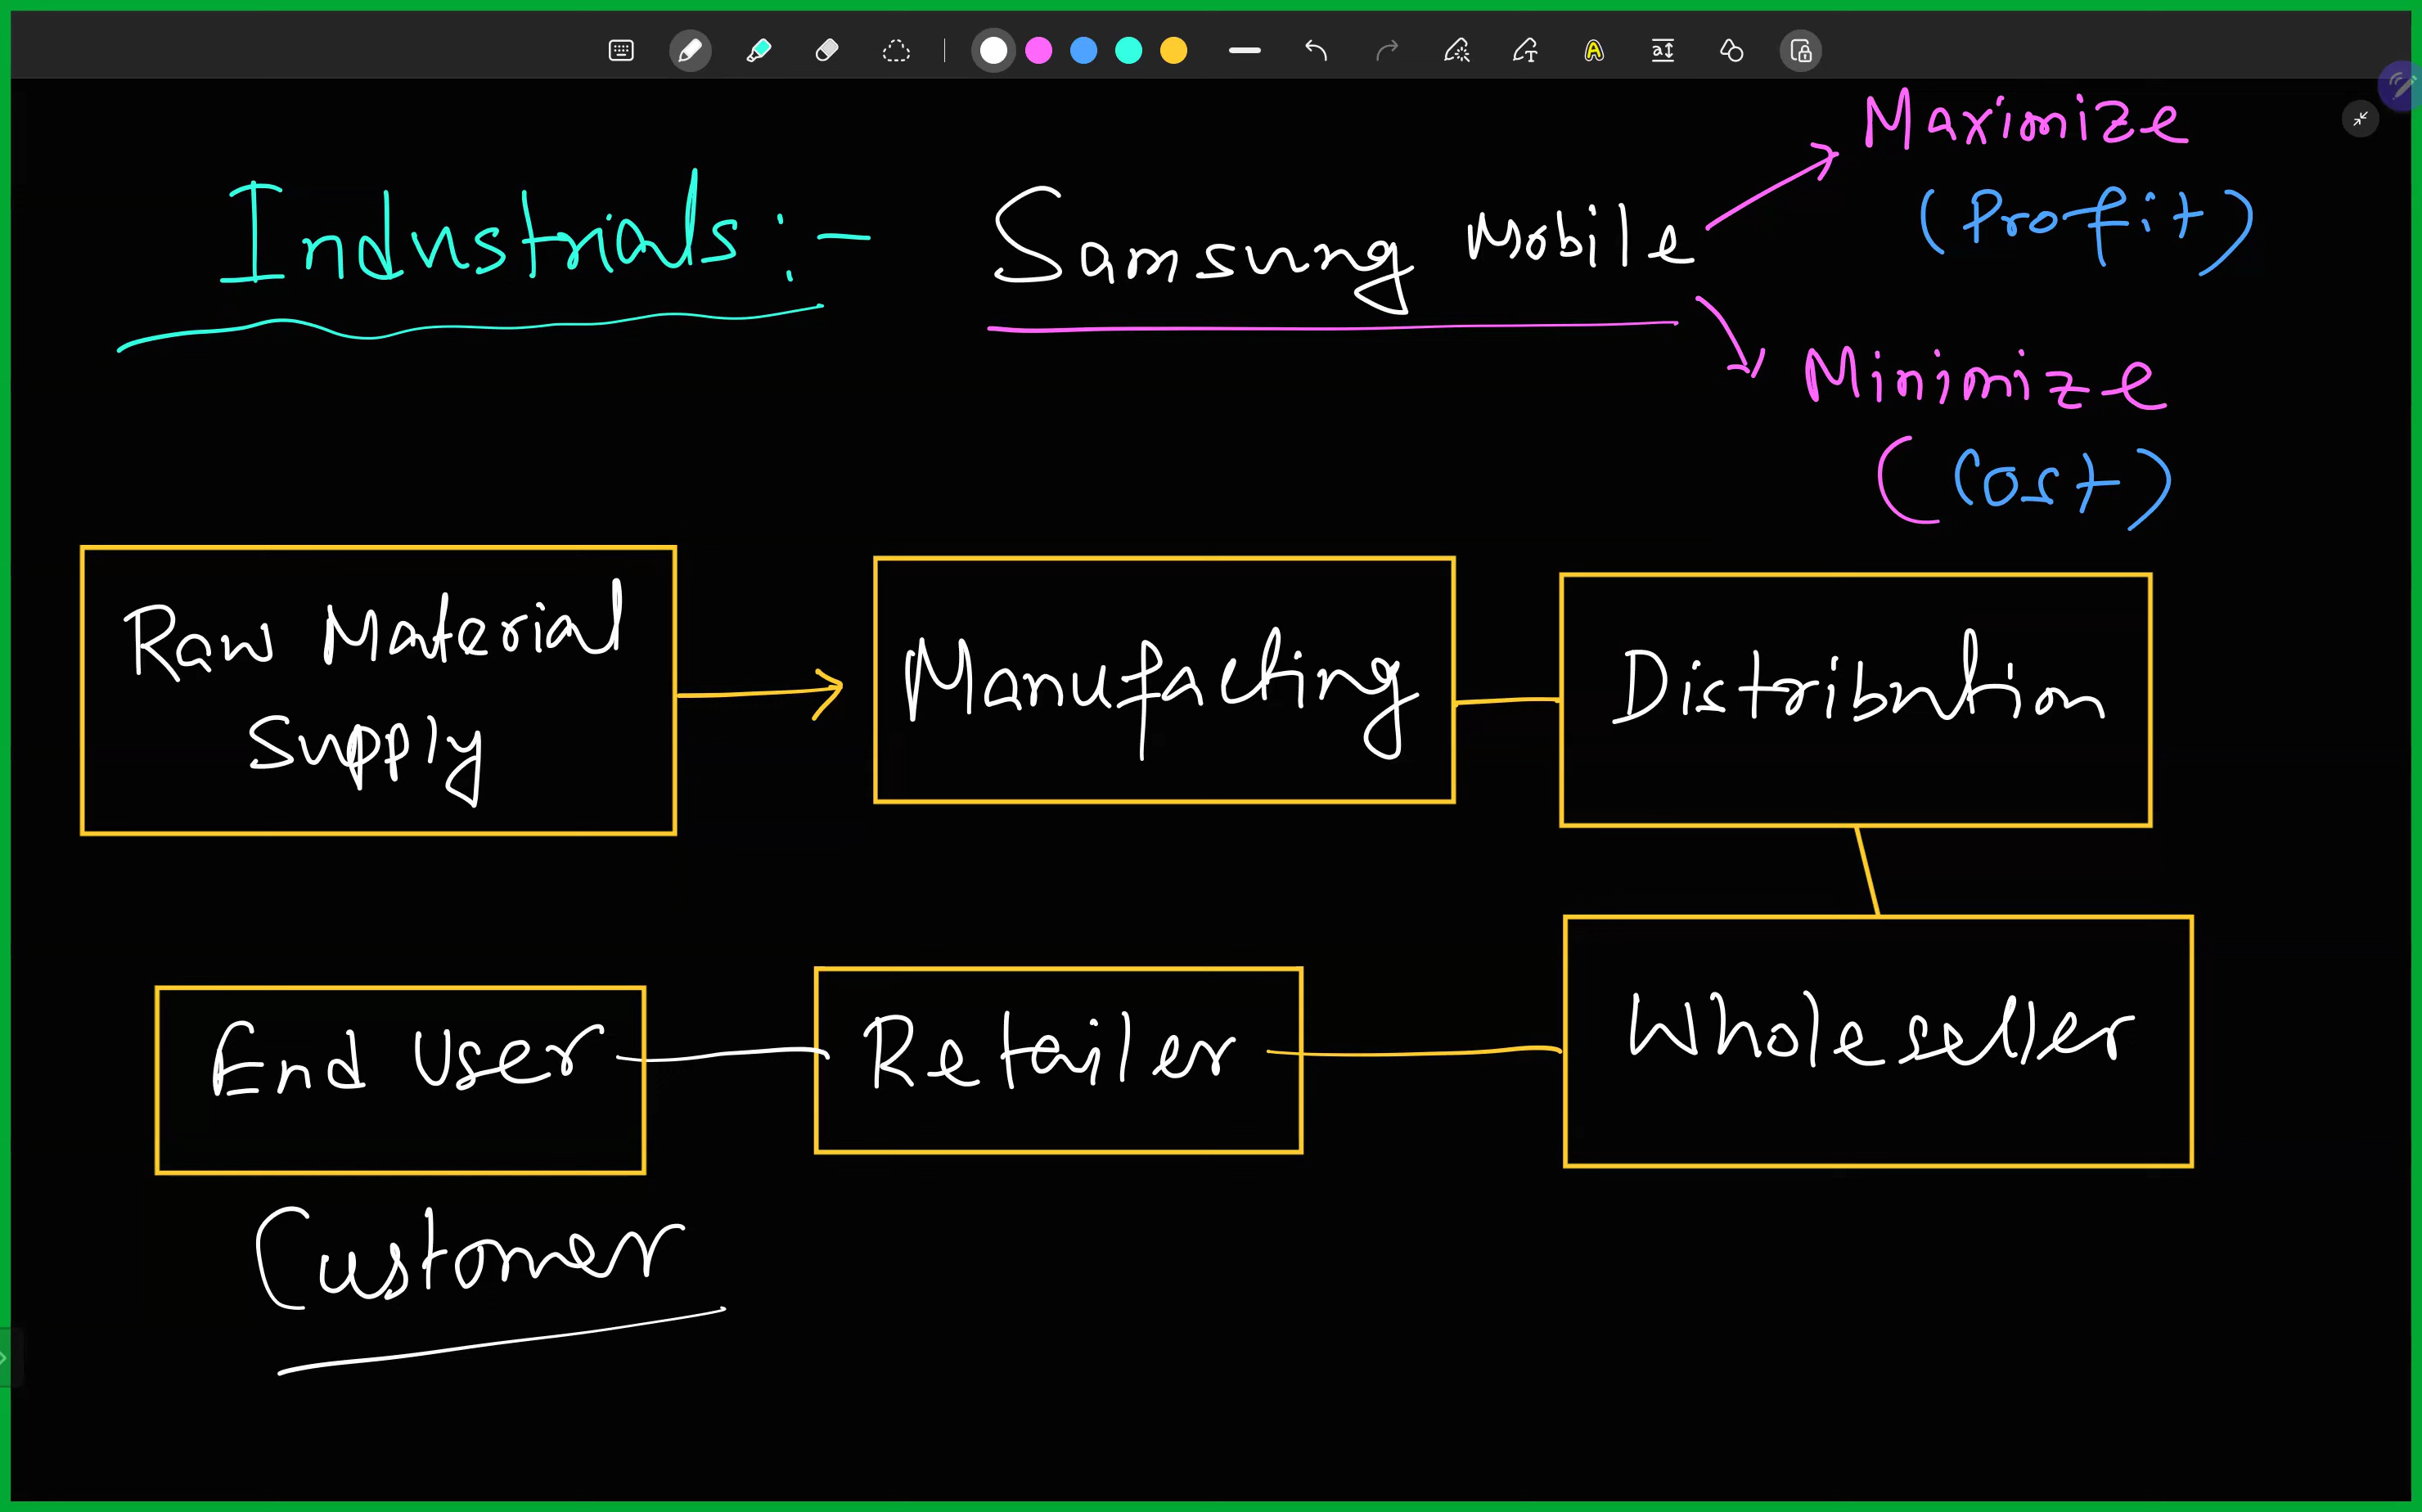 Maximize
Industrials :- Samsung Mobile
(Profit)
Minimize
(Cost)
Raw Material
Supply
Manufacting
Distribution
End User
Retailer
Wholeseller
Customer